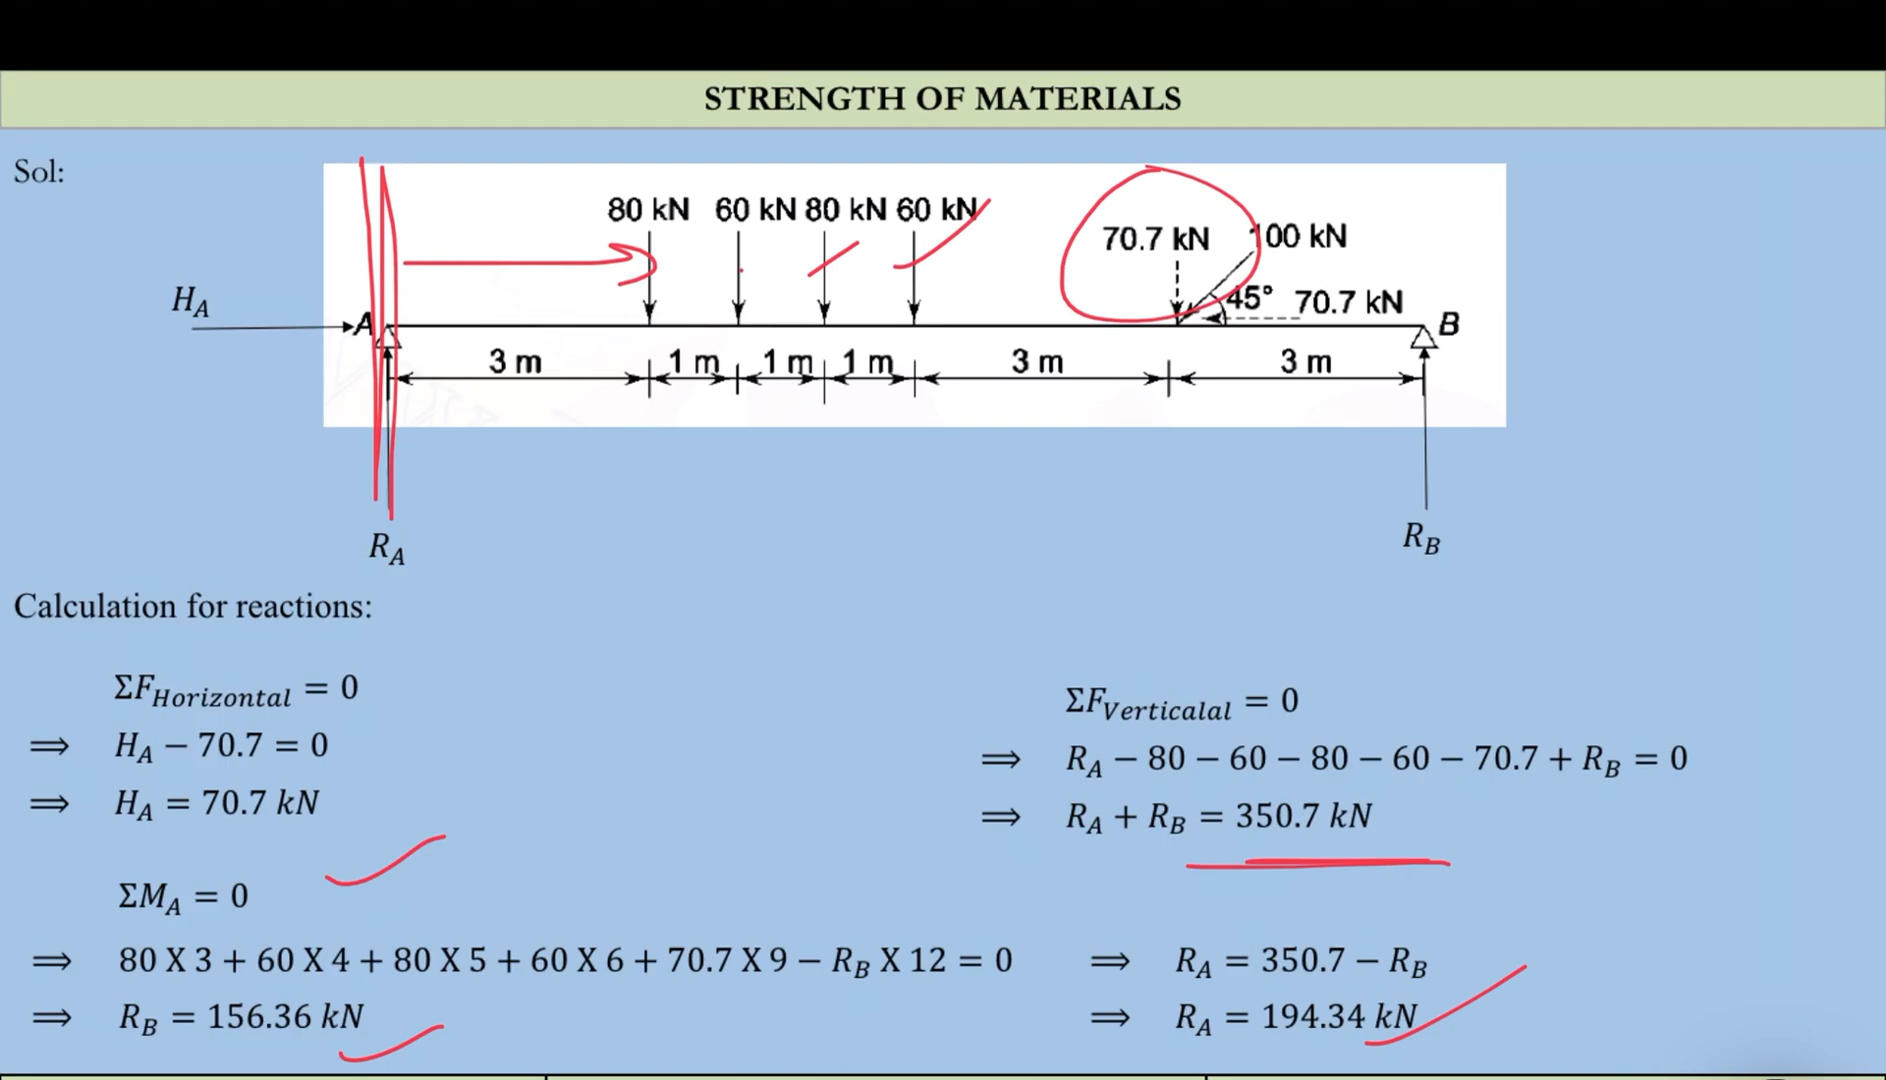 STRENGTH OF MATERIALS
Sol:
80 kN 60 kN 80 kN 60 kN
70.7 kN 100 kN
H_A
45° 70.7 kN
A B
3 m 1 m 1 m 1 m 3 m 3 m
R_A R_B
Calculation for reactions:
ΣF_Horizontal = 0
⟹ H_A − 70.7 = 0
⟹ H_A = 70.7 kN
ΣF_Verticalal = 0
⟹ R_A − 80 − 60 − 80 − 60 − 70.7 + R_B = 0
⟹ R_A + R_B = 350.7 kN
ΣM_A = 0
⟹ 80 X 3 + 60 X 4 + 80 X 5 + 60 X 6 + 70.7 X 9 − R_B X 12 = 0
⟹ R_B = 156.36 kN
⟹ R_A = 350.7 − R_B
⟹ R_A = 194.34 kN